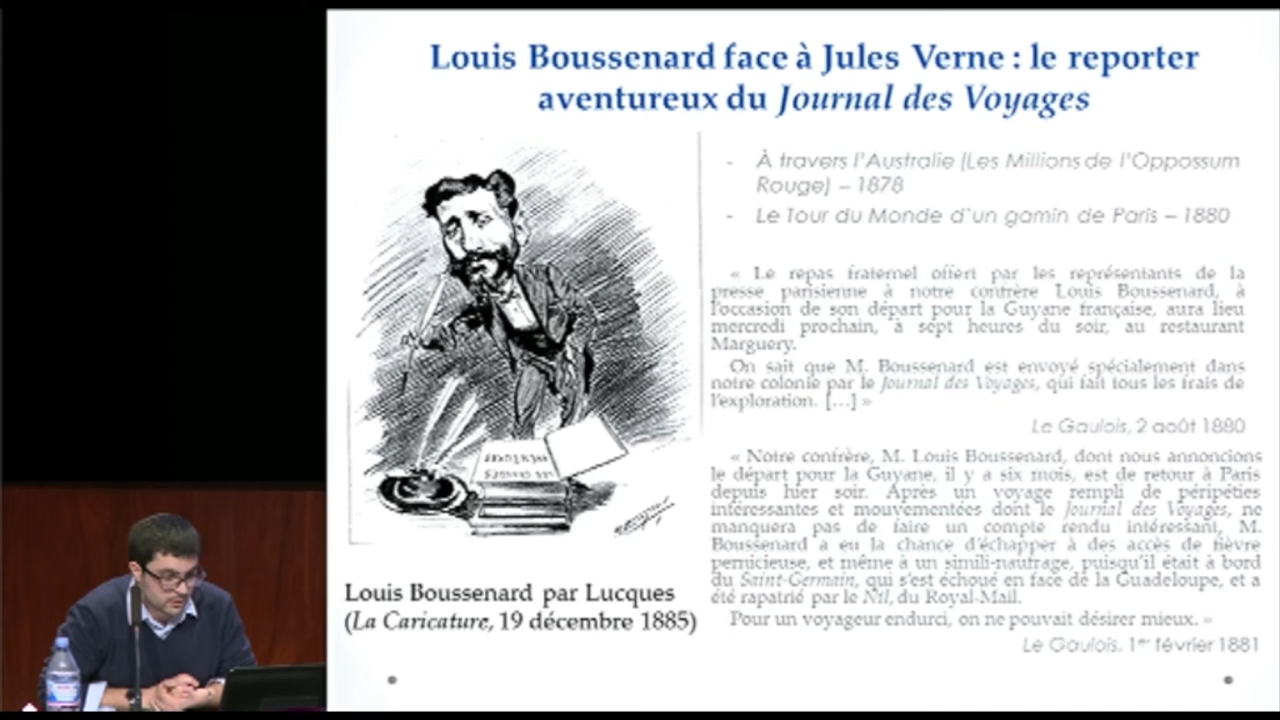 Louis Boussenard face à Jules Verne : le reporter
aventureux du Journal des Voyages
- À travers l'Australie (Les Millions de l'Oppossum
Rouge) – 1878
- Le Tour du Monde d'un gamin de Paris – 1880
« Le repas fraternel offert par les représentants de la
presse parisienne à notre confrère Louis Boussenard, à
l'occasion de son départ pour la Guyane française, aura lieu
mercredi prochain, à sept heures du soir, au restaurant
Marguery.
On sait que M. Boussenard est envoyé spécialement dans
notre colonie par le Journal des Voyages, qui fait tous les frais de
l'exploration. […] »
Le Gaulois, 2 août 1880
« Notre confrère, M. Louis Boussenard, dont nous annoncions
le départ pour la Guyane, il y a six mois, est de retour à Paris
depuis hier soir. Après un voyage rempli de péripéties
intéressantes et mouvementées dont le Journal des Voyages, ne
manquera pas de faire un compte rendu intéressant, M.
Boussenard a eu la chance d'échapper à des accès de fièvre
pernicieuse, et même à un simili-naufrage, puisqu'il était à bord
du Saint-Germain, qui s'est échoué en face de la Guadeloupe, et a
été rapatrié par le Nil, du Royal-Mail.
Pour un voyageur endurci, on ne pouvait désirer mieux. »
Le Gaulois, 1er février 1881
Louis Boussenard par Lucques
(La Caricature, 19 décembre 1885)